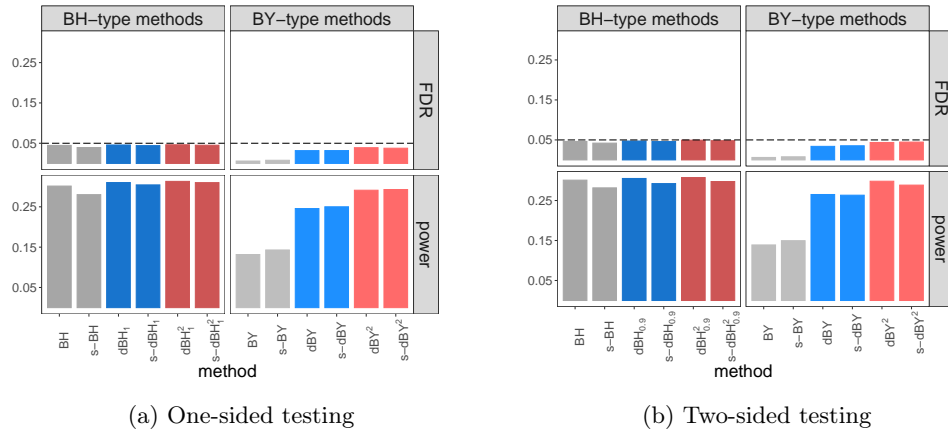 BH−type methods
BY−type methods
0.25
0.15
0.05
FDR
0.25
0.15
0.05
power
BH
s−BH
dBH₁
s−dBH₁
dBH²₁
s−dBH²₁
BY
s−BY
dBY
s−dBY
dBY²
s−dBY²
method
(a) One-sided testing
BH−type methods
BY−type methods
0.25
0.15
0.05
FDR
0.25
0.15
0.05
power
BH
s−BH
dBH₀.₉
s−dBH₀.₉
dBH²₀.₉
s−dBH²₀.₉
BY
s−BY
dBY
s−dBY
dBY²
s−dBY²
method
(b) Two-sided testing